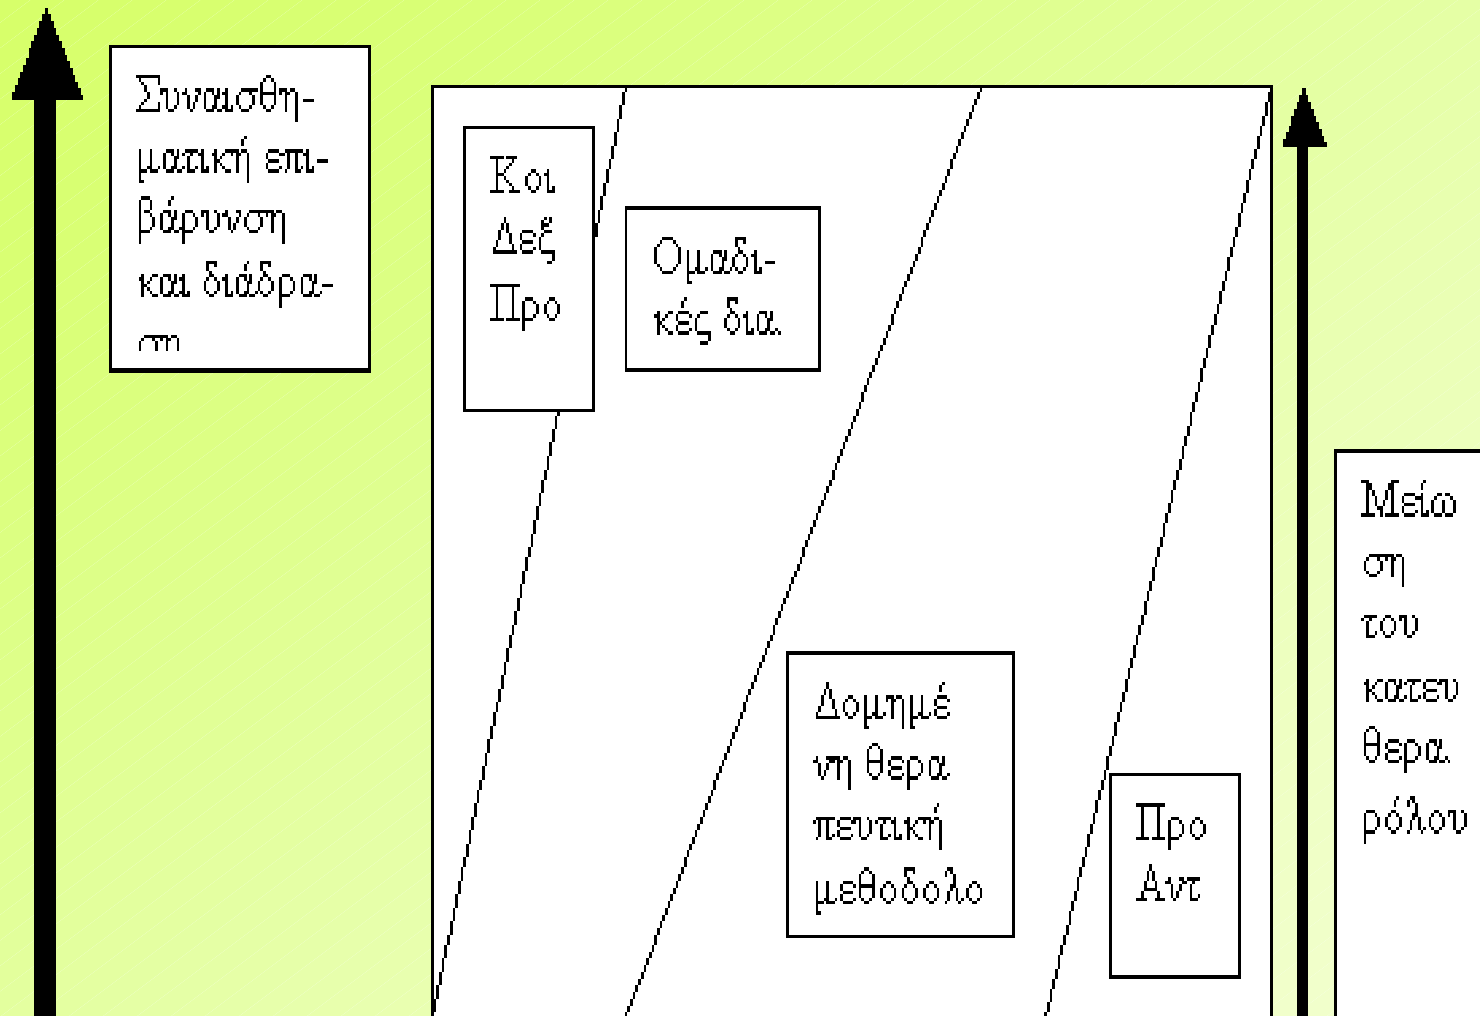 Συναισθη-
ματική επι-
βάρυνση
και διάδρα-
ση
Κοι
Δεξ
Προ
Ομαδι-
κές δια
Δομημέ
νη θερα
πευτική
μεθοδολο
Προ
Αντ
Μείω
ση
του
κατευ
θερα
ρόλου